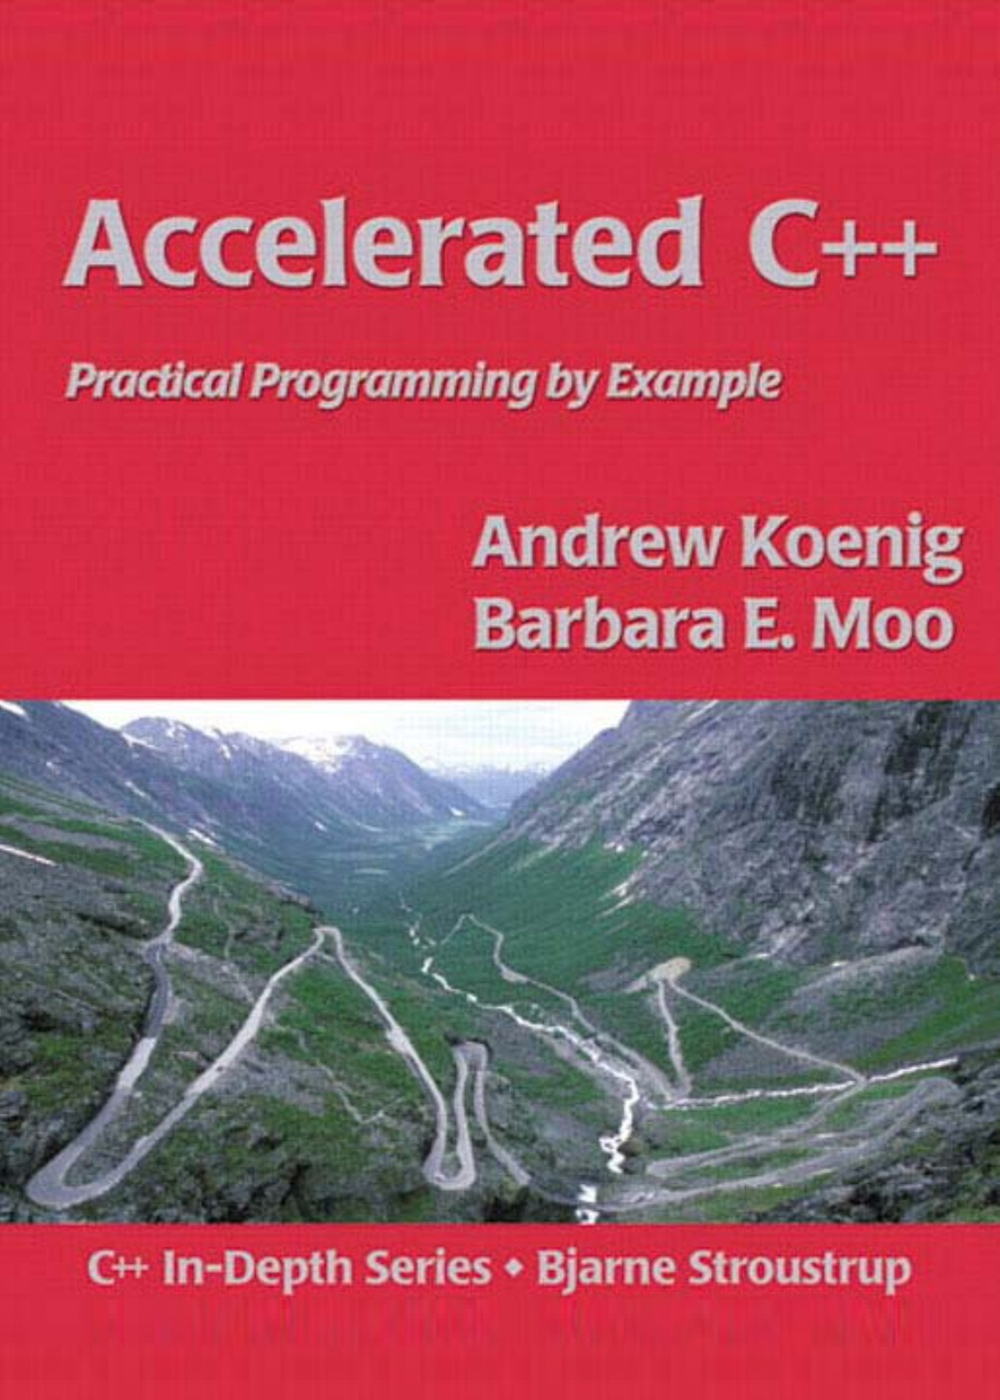 Accelerated C++
Practical Programming by Example
Andrew Koenig
Barbara E. Moo
C++ In-Depth Series ◆ Bjarne Stroustrup